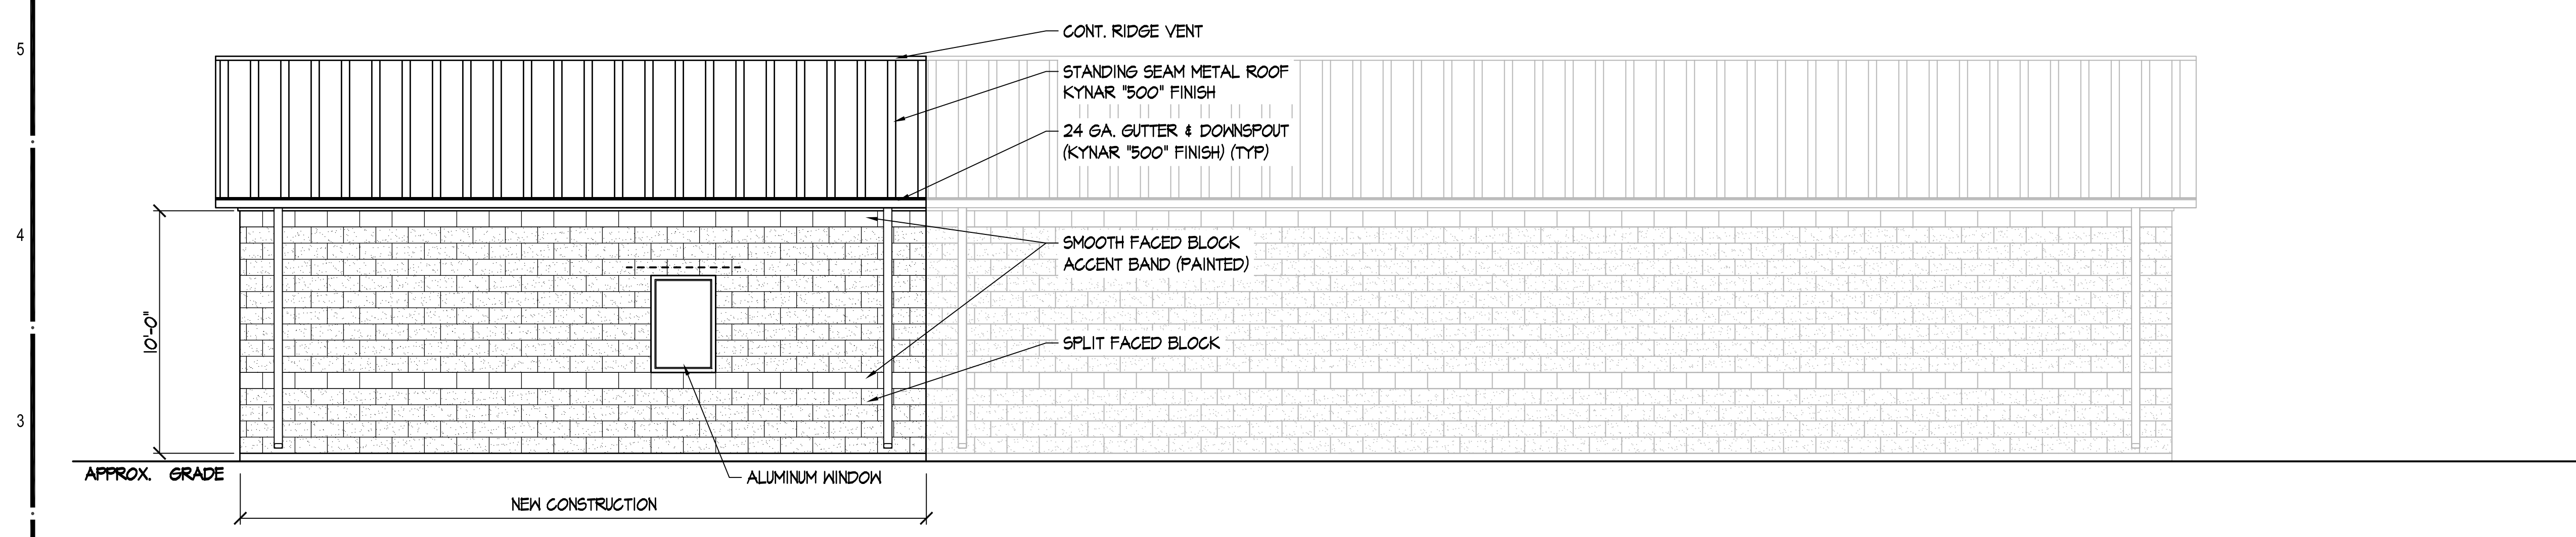 5
CONT. RIDGE VENT
STANDING SEAM METAL ROOF
KYNAR "500" FINISH
24 GA. GUTTER & DOWNSPOUT
(KYNAR "500" FINISH) (TYP)
4
SMOOTH FACED BLOCK
ACCENT BAND (PAINTED)
10'-0"
SPLIT FACED BLOCK
3
APPROX. GRADE
ALUMINUM WINDOW
NEW CONSTRUCTION